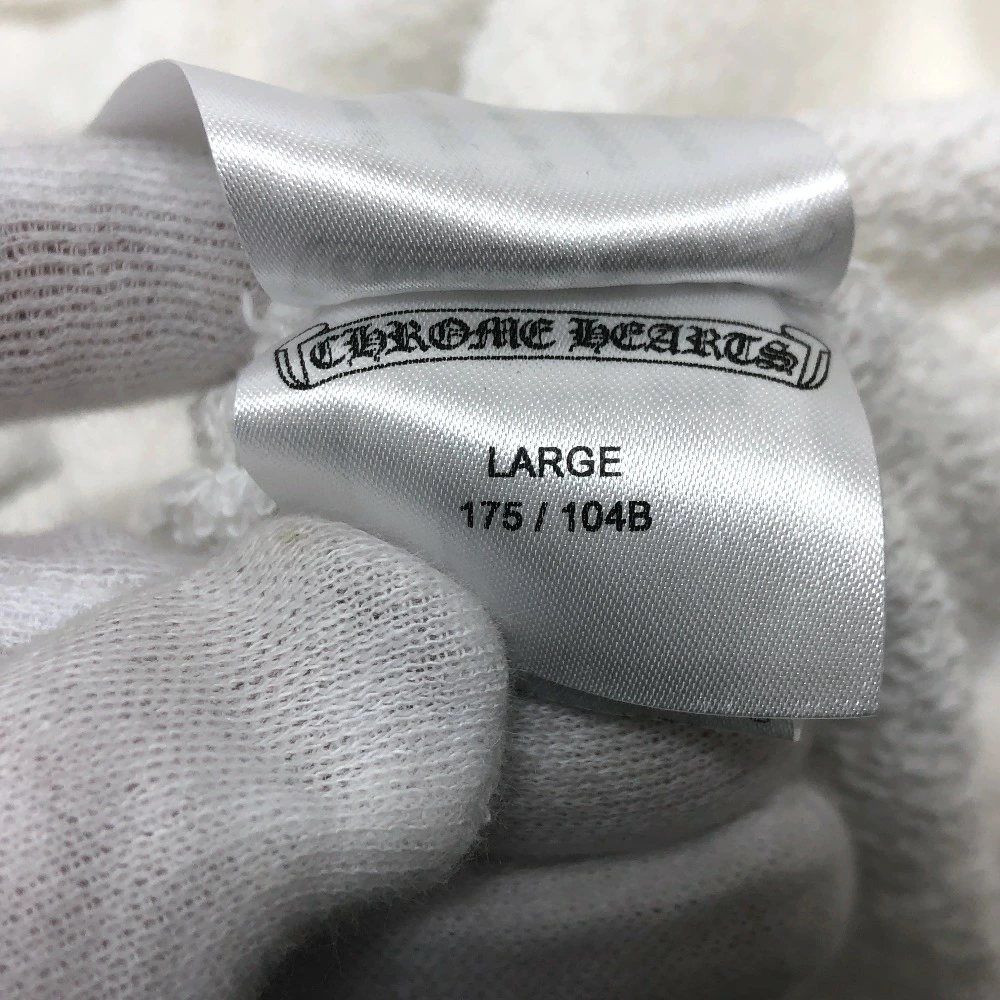 CHROME HEARTS
LARGE
175 / 104B